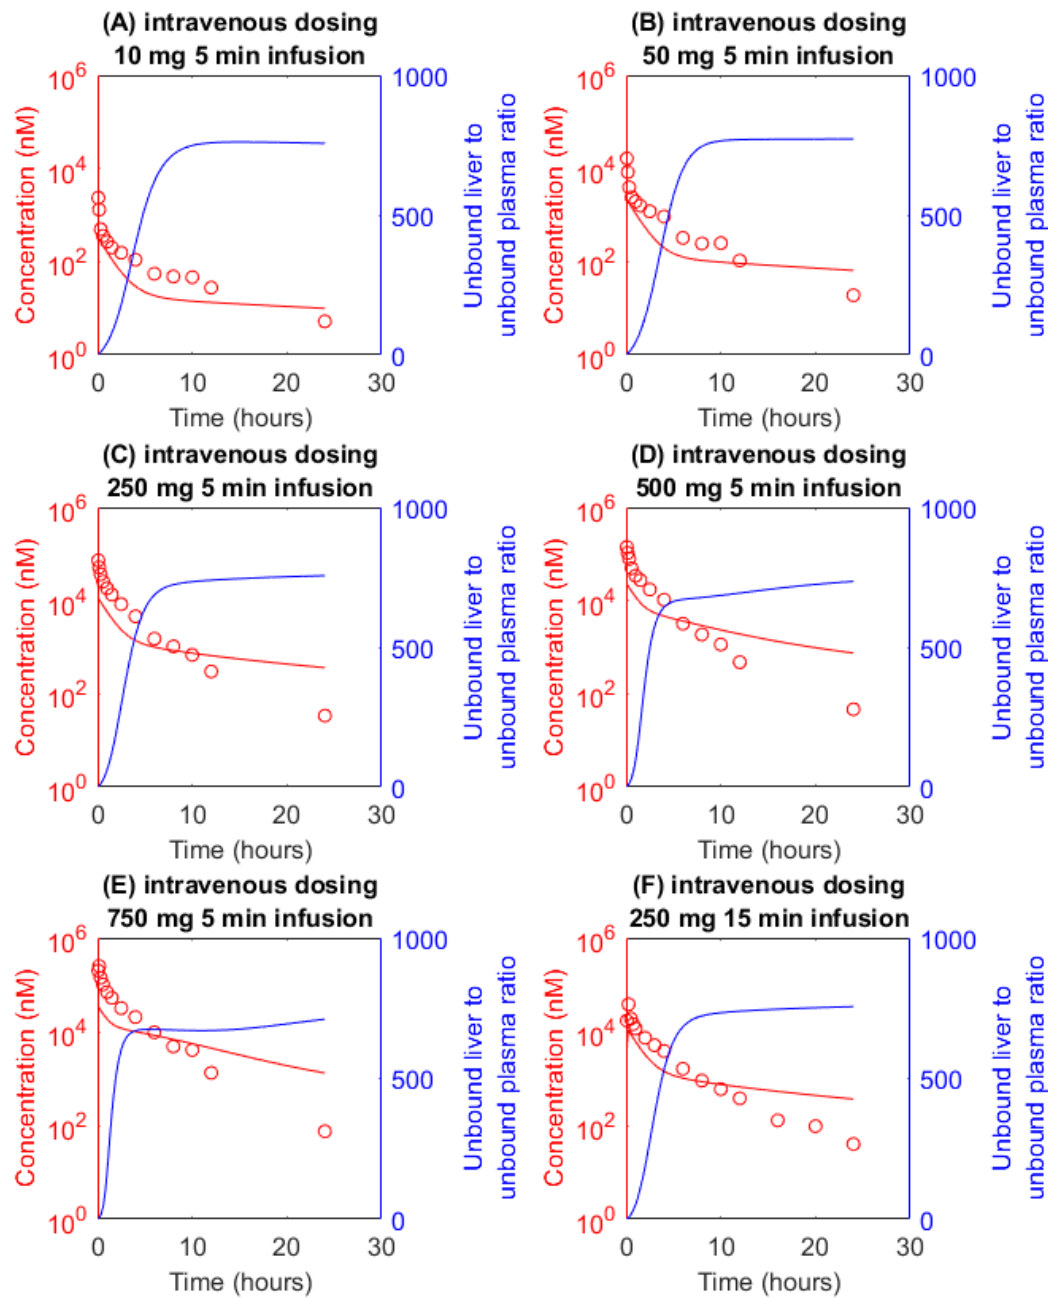 (A) intravenous dosing
10 mg 5 min infusion
10^6
10^4
10^2
10^0
Concentration (nM)
1000
500
0
Unbound liver to
unbound plasma ratio
0 10 20 30
Time (hours)
(B) intravenous dosing
50 mg 5 min infusion
10^6
10^4
10^2
10^0
Concentration (nM)
1000
500
0
Unbound liver to
unbound plasma ratio
0 10 20 30
Time (hours)
(C) intravenous dosing
250 mg 5 min infusion
10^6
10^4
10^2
10^0
Concentration (nM)
1000
500
0
Unbound liver to
unbound plasma ratio
0 10 20 30
Time (hours)
(D) intravenous dosing
500 mg 5 min infusion
10^6
10^4
10^2
10^0
Concentration (nM)
1000
500
0
Unbound liver to
unbound plasma ratio
0 10 20 30
Time (hours)
(E) intravenous dosing
750 mg 5 min infusion
10^6
10^4
10^2
10^0
Concentration (nM)
1000
500
0
Unbound liver to
unbound plasma ratio
0 10 20 30
Time (hours)
(F) intravenous dosing
250 mg 15 min infusion
10^6
10^4
10^2
10^0
Concentration (nM)
1000
500
0
Unbound liver to
unbound plasma ratio
0 10 20 30
Time (hours)